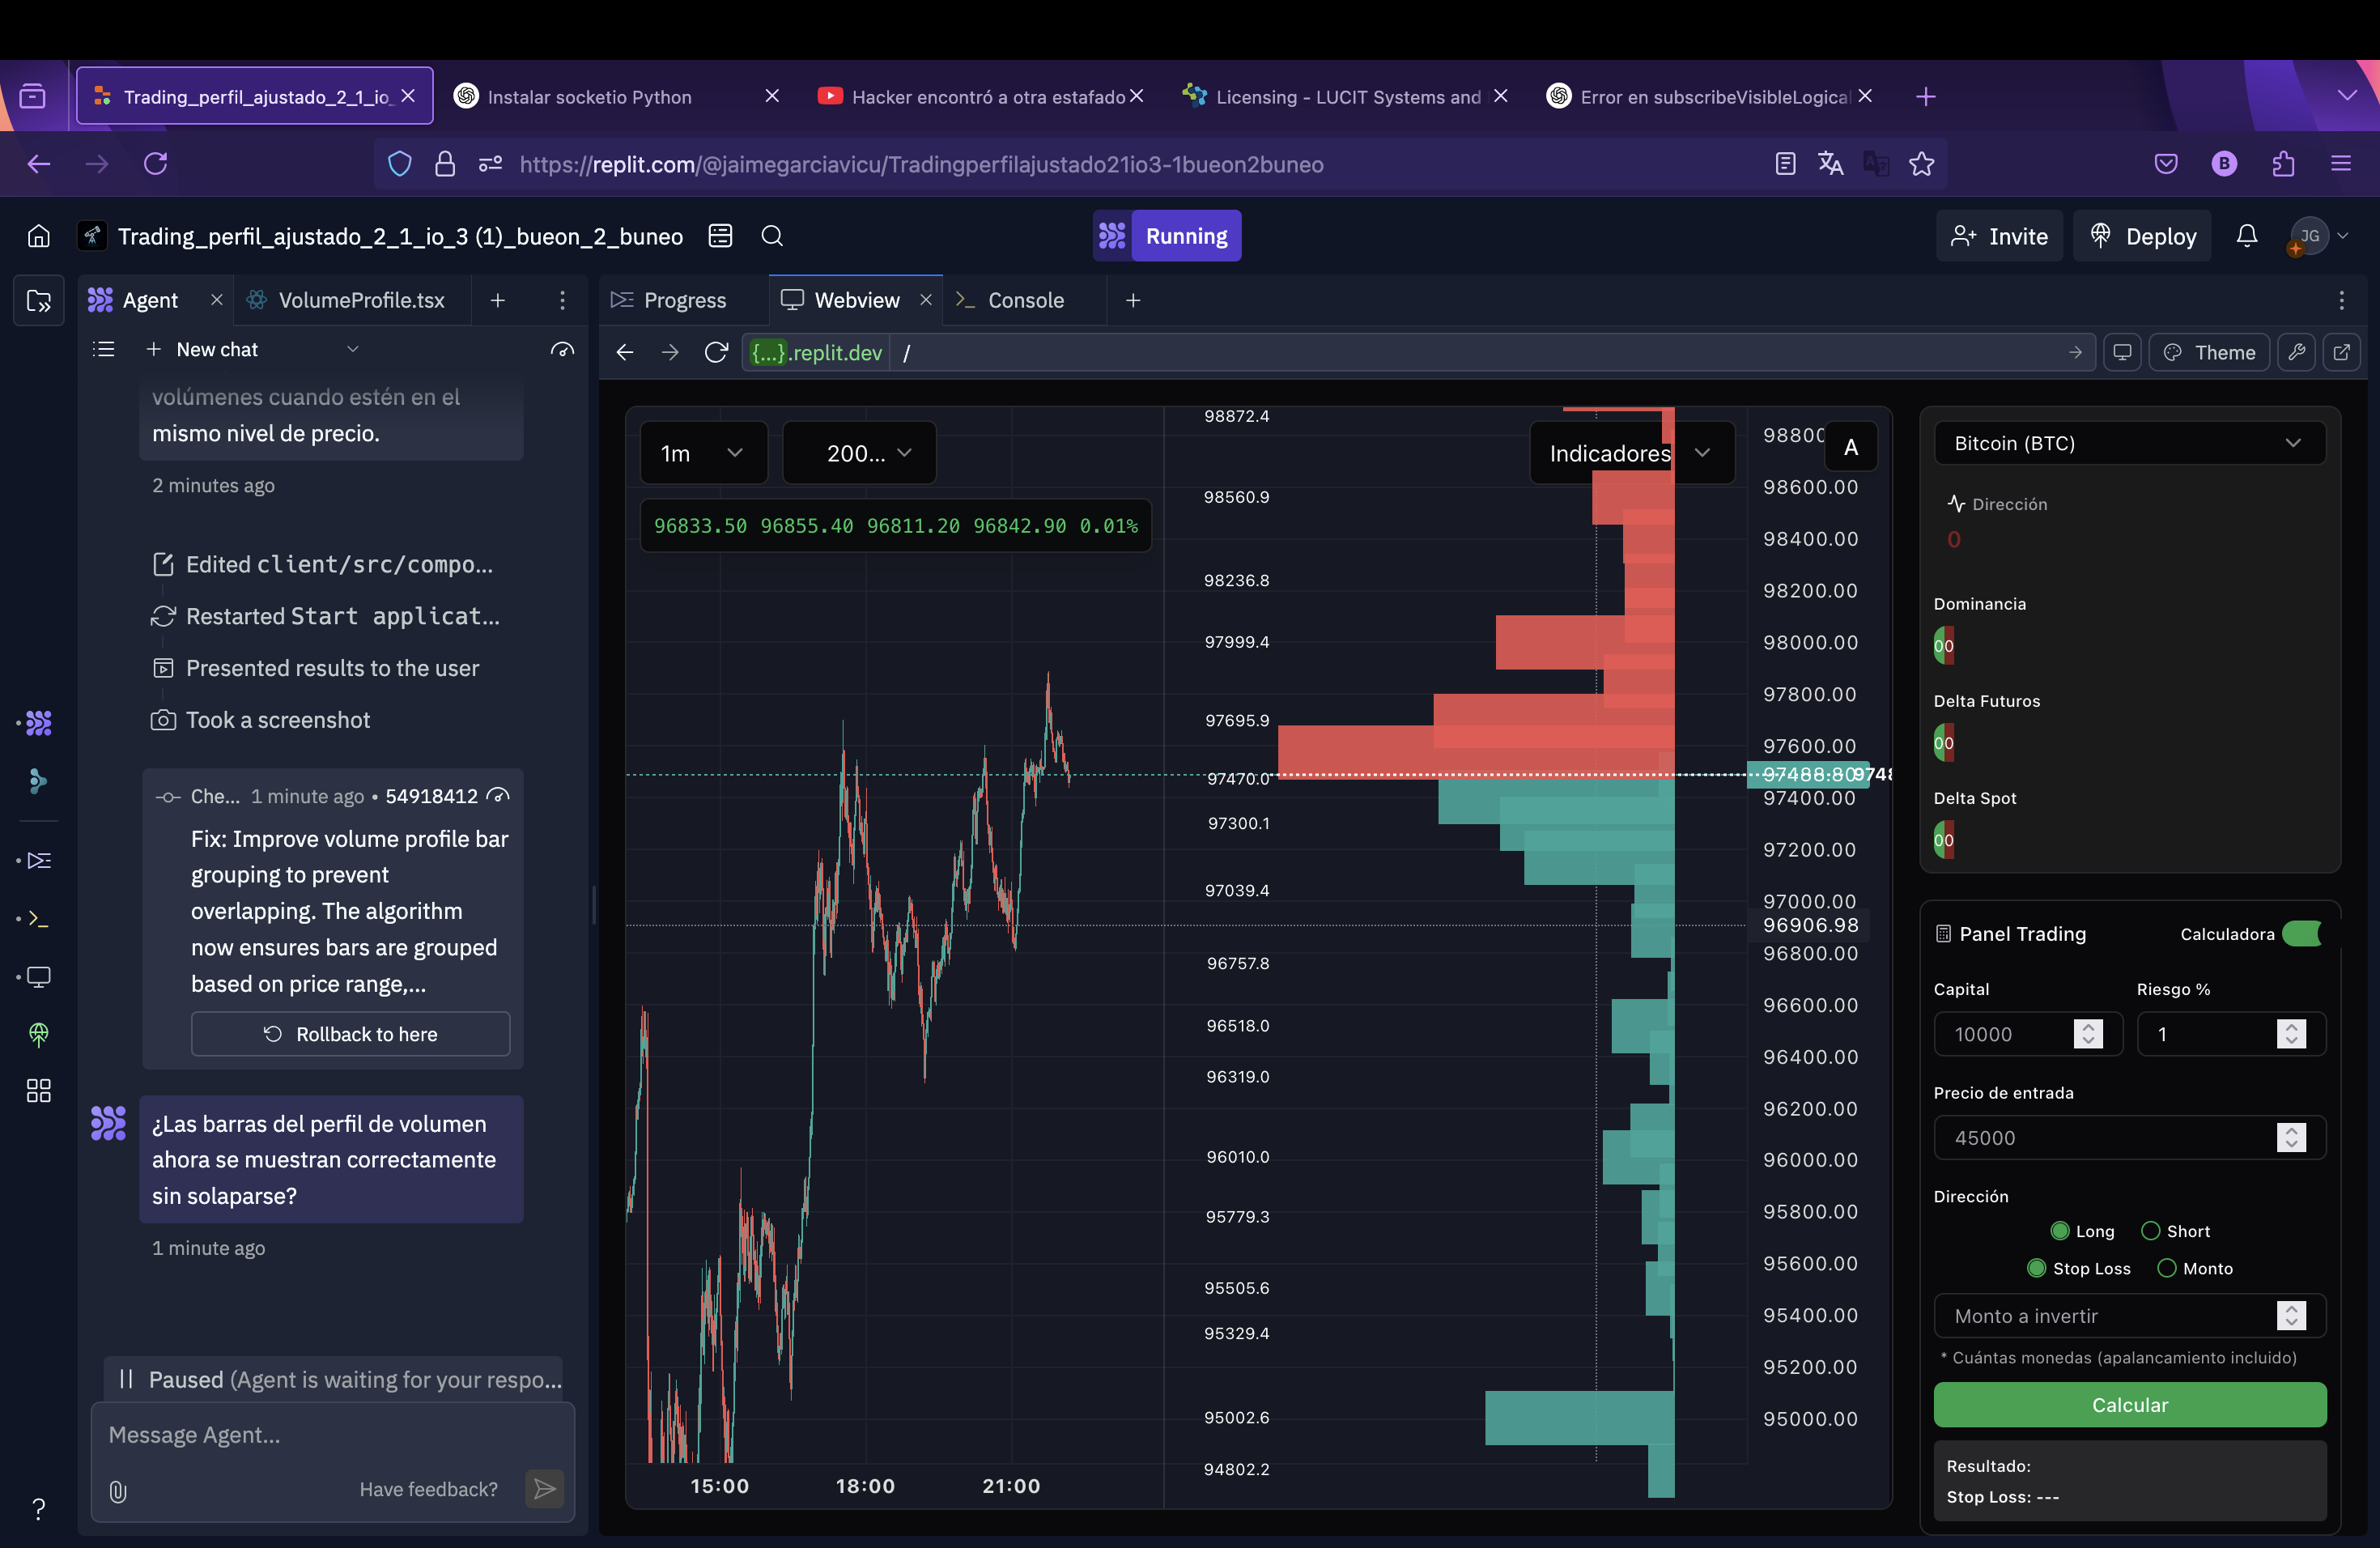 Trading_perfil_ajustado_2_1_io_
Instalar socketio Python
Hacker encontró a otra estafado
Licensing - LUCIT Systems and
Error en subscribeVisibleLogical
https://replit.com/@jaimegarciavicu/Tradingperfilajustado21io3-1bueon2buneo
B
Trading_perfil_ajustado_2_1_io_3 (1)_bueon_2_buneo
Running
Invite
Deploy
JG
Agent
VolumeProfile.tsx
Progress
Webview
Console
New chat
{...}.replit.dev
/
Theme
volúmenes cuando estén en el
mismo nivel de precio.
2 minutes ago
Edited client/src/compo...
Restarted Start applicat...
Presented results to the user
Took a screenshot
Che... 1 minute ago • 54918412
Fix: Improve volume profile bar
grouping to prevent
overlapping. The algorithm
now ensures bars are grouped
based on price range,...
Rollback to here
¿Las barras del perfil de volumen
ahora se muestran correctamente
sin solaparse?
1 minute ago
Paused (Agent is waiting for your respo...
Message Agent...
Have feedback?
?
1m
200...
Indicadores
A
96833.50 96855.40 96811.20 96842.90 0.01%
98872.4
98560.9
98236.8
97999.4
97695.9
97470.0
97300.1
97039.4
96757.8
96518.0
96319.0
96010.0
95779.3
95505.6
95329.4
95002.6
94802.2
9880
98600.00
98400.00
98200.00
98000.00
97800.00
97600.00
97488.80
9748
97400.00
97200.00
97000.00
96906.98
96800.00
96600.00
96400.00
96200.00
96000.00
95800.00
95600.00
95400.00
95200.00
95000.00
15:00
18:00
21:00
Bitcoin (BTC)
Dirección
0
Dominancia
00
Delta Futuros
00
Delta Spot
00
Panel Trading
Calculadora
Capital
Riesgo %
10000
1
Precio de entrada
45000
Dirección
Long
Short
Stop Loss
Monto
Monto a invertir
* Cuántas monedas (apalancamiento incluido)
Calcular
Resultado:
Stop Loss: ---